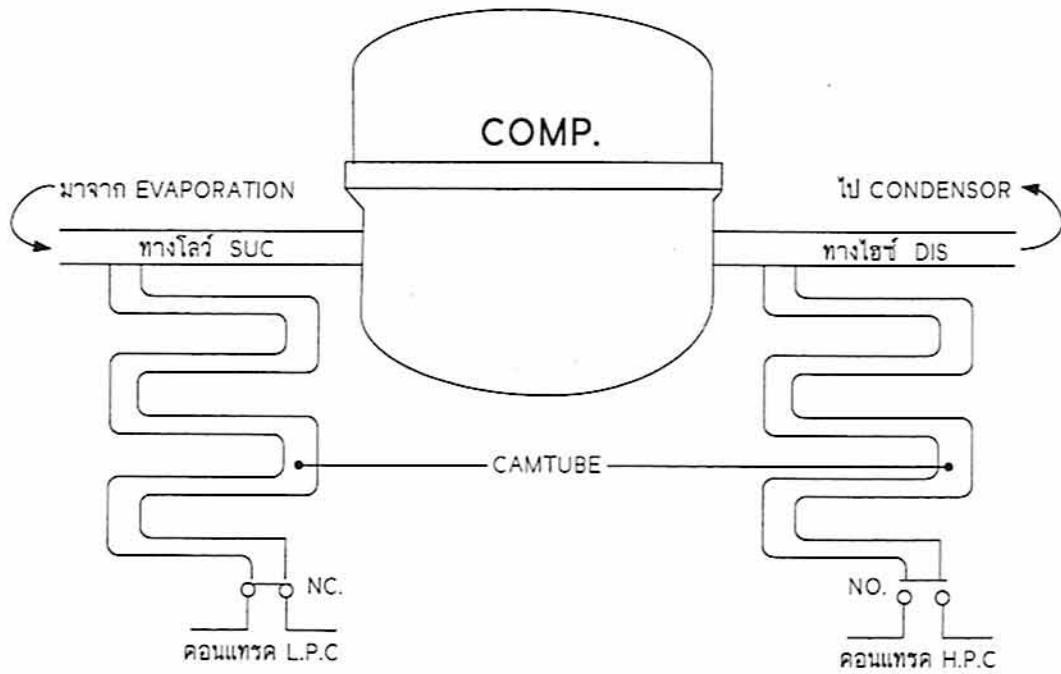 COMP.
มาจาก EVAPORATION
ไป CONDENSOR
ทางโลว์ SUC
ทางไฮซ์ DIS
CAMTUBE
NC.
NO.
คอนแทรค L.P.C
คอนแทรค H.P.C